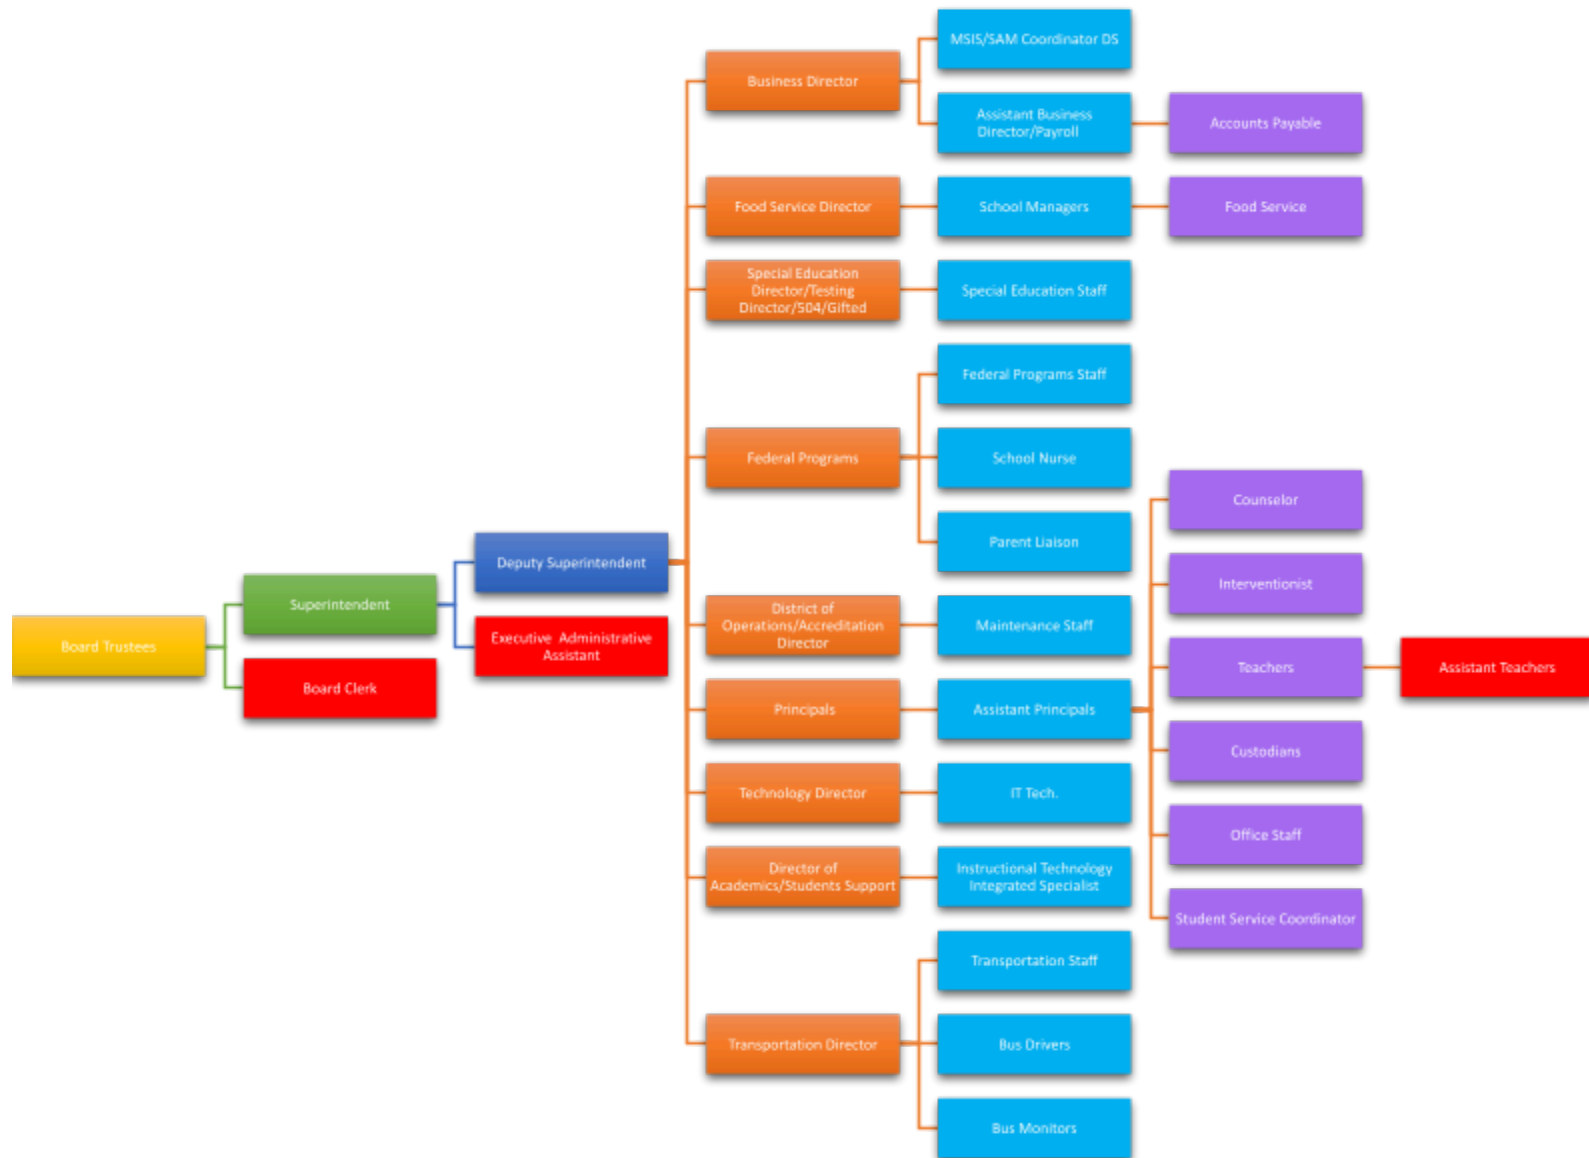 Board Trustees
Superintendent
Board Clerk
Deputy Superintendent
Executive  Administrative
Assistant
Business Director
MSIS/SAM Coordinator DS
Assistant Business
Director/Payroll
Accounts Payable
Food Service Director
School Managers
Food Service
Special Education
Director/Testing
Director/504/Gifted
Special Education Staff
Federal Programs
Federal Programs Staff
School Nurse
Parent Liaison
District of
Operations/Accreditation
Director
Maintenance Staff
Principals
Assistant Principals
Counselor
Interventionist
Teachers
Assistant Teachers
Custodians
Office Staff
Student Service Coordinator
Technology Director
IT Tech.
Director of
Academics/Students Support
Instructional Technology
Integrated Specialist
Transportation Director
Transportation Staff
Bus Drivers
Bus Monitors